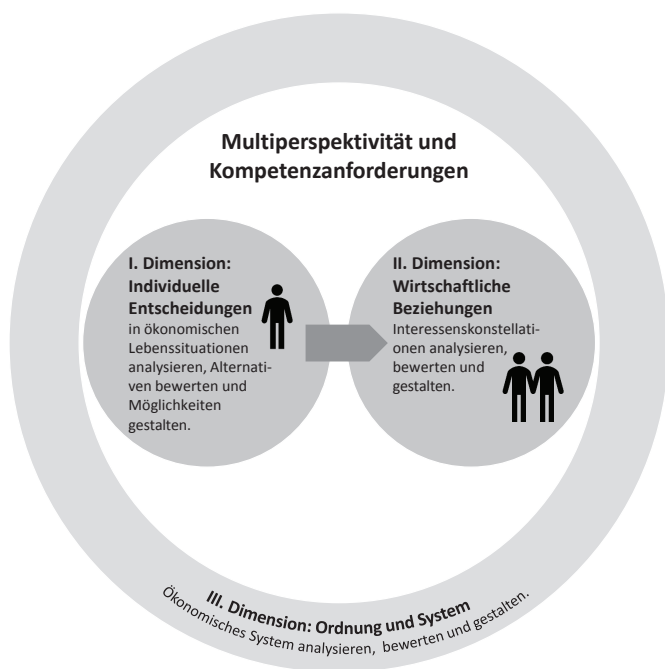 Multiperspektivität und
Kompetenzanforderungen
I. Dimension:
Individuelle
Entscheidungen
in ökonomischen
Lebenssituationen
analysieren, Alternati-
ven bewerten und
Möglichkeiten
gestalten.
II. Dimension:
Wirtschaftliche
Beziehungen
Interessenskonstellati-
onen analysieren,
bewerten und
gestalten.
III. Dimension: Ordnung und System
Ökonomisches System analysieren, bewerten und gestalten.